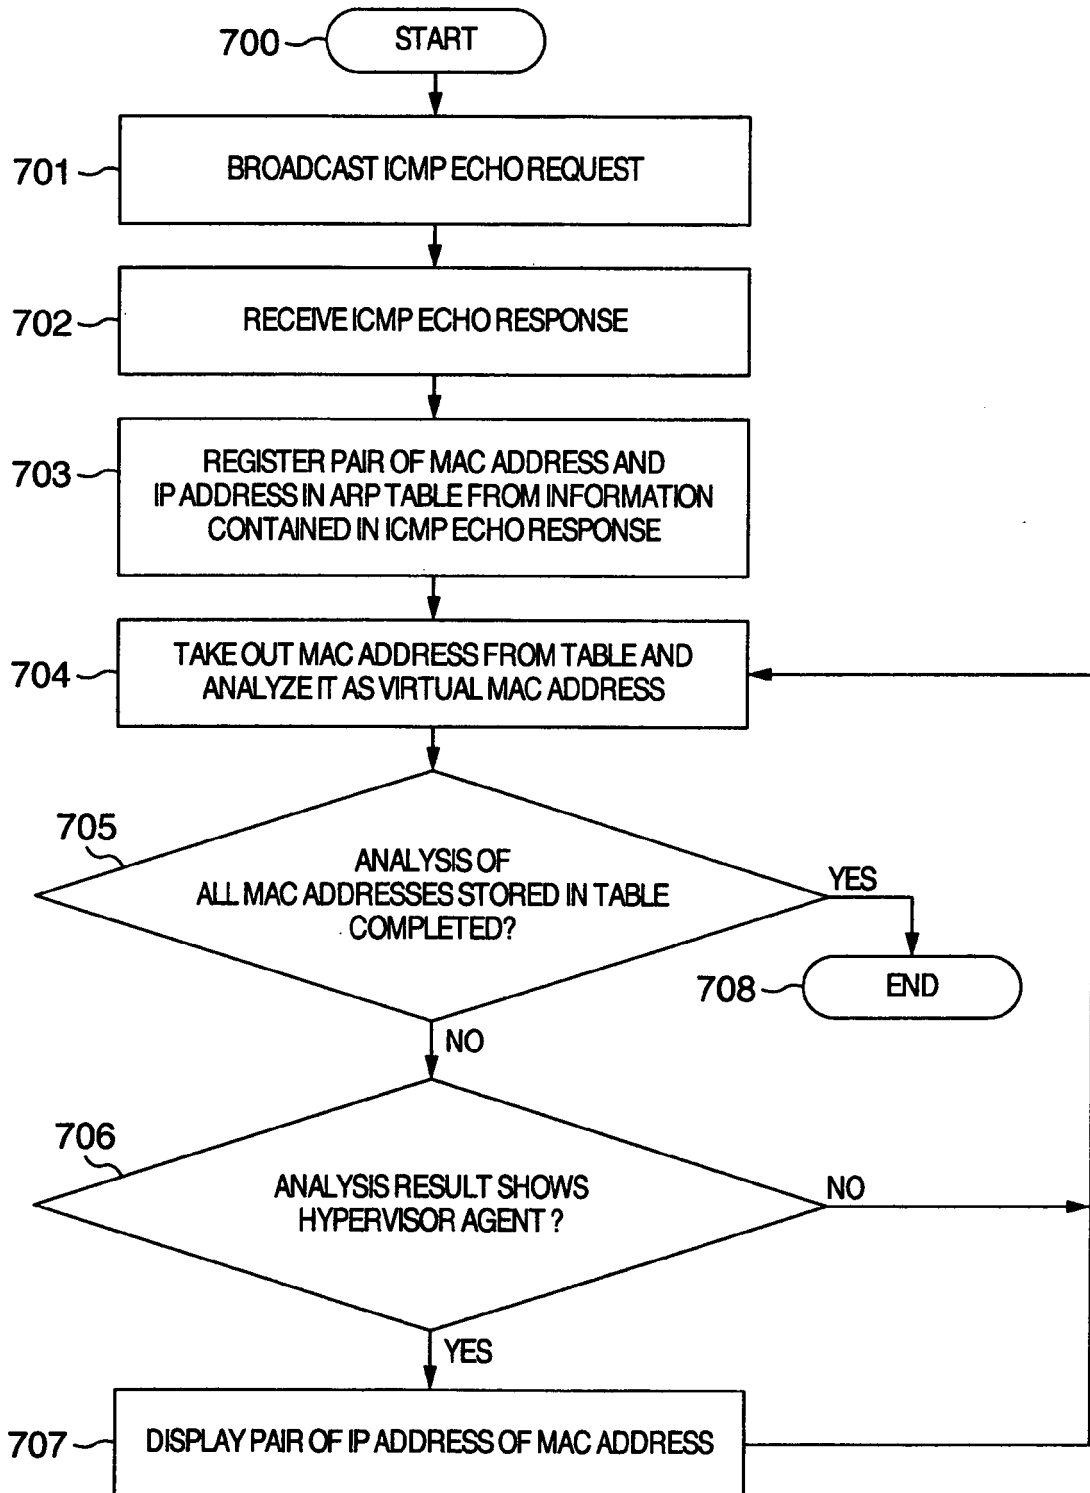 700
START
701
BROADCAST ICMP ECHO REQUEST
702
RECEIVE ICMP ECHO RESPONSE
703
REGISTER PAIR OF MAC ADDRESS AND
IP ADDRESS IN ARP TABLE FROM INFORMATION
CONTAINED IN ICMP ECHO RESPONSE
704
TAKE OUT MAC ADDRESS FROM TABLE AND
ANALYZE IT AS VIRTUAL MAC ADDRESS
705
ANALYSIS OF
ALL MAC ADDRESSES STORED IN TABLE
COMPLETED?
YES
708
END
NO
706
ANALYSIS RESULT SHOWS
HYPERVISOR AGENT ?
NO
YES
707
DISPLAY PAIR OF IP ADDRESS OF MAC ADDRESS